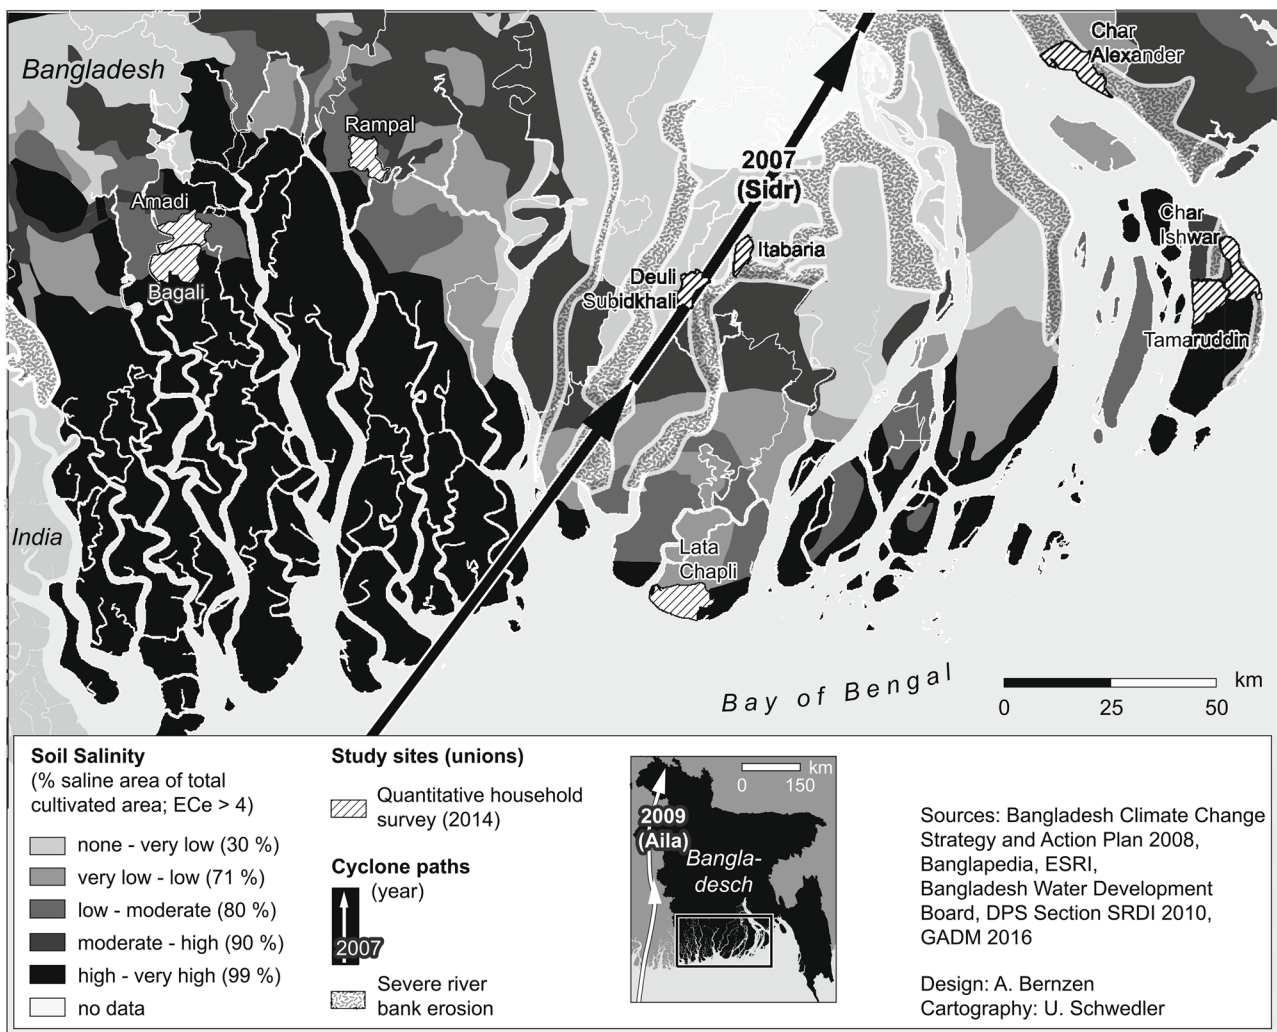 Bangladesh
Char
Alexander
Rampal
2007
(Sidr)
Amadi
Char
Ishwar
Itabaria
Deuli
Subidkhali
Bagali
Tamaruddin
India
Lata
Chapli
Bay of Bengal
km
0 25 50
Soil Salinity
(% saline area of total
cultivated area; ECe > 4)
none - very low (30 %)
very low - low (71 %)
low - moderate (80 %)
moderate - high (90 %)
high - very high (99 %)
no data
Study sites (unions)
Quantitative household
survey (2014)
Cyclone paths
(year)
2007
Severe river
bank erosion
km
0 150
2009
(Aila)
Bangla-
desch
Sources: Bangladesh Climate Change
Strategy and Action Plan 2008,
Banglapedia, ESRI,
Bangladesh Water Development
Board, DPS Section SRDI 2010,
GADM 2016
Design: A. Bernzen
Cartography: U. Schwedler